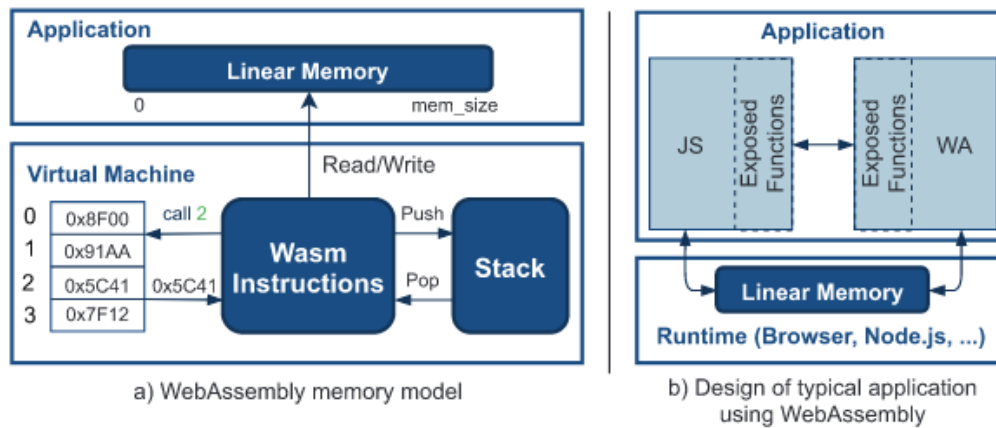 Application
Linear Memory
0 mem_size
Read/Write
Virtual Machine
0 0x8F00 call 2 Push
1 0x91AA
Wasm
Instructions
Stack
2 0x5C41 0x5C41 Pop
3 0x7F12
a) WebAssembly memory model
Application
JS
Exposed
Functions
Exposed
Functions
WA
Linear Memory
Runtime (Browser, Node.js, ...)
b) Design of typical application
using WebAssembly